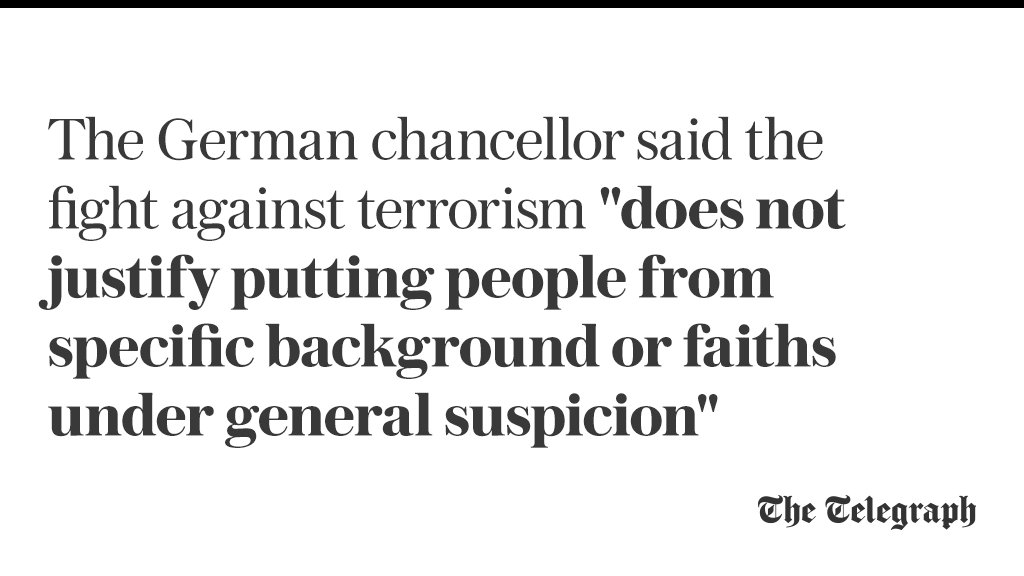 The German chancellor said the
fight against terrorism "does not
justify putting people from
specific background or faiths
under general suspicion"
The Telegraph